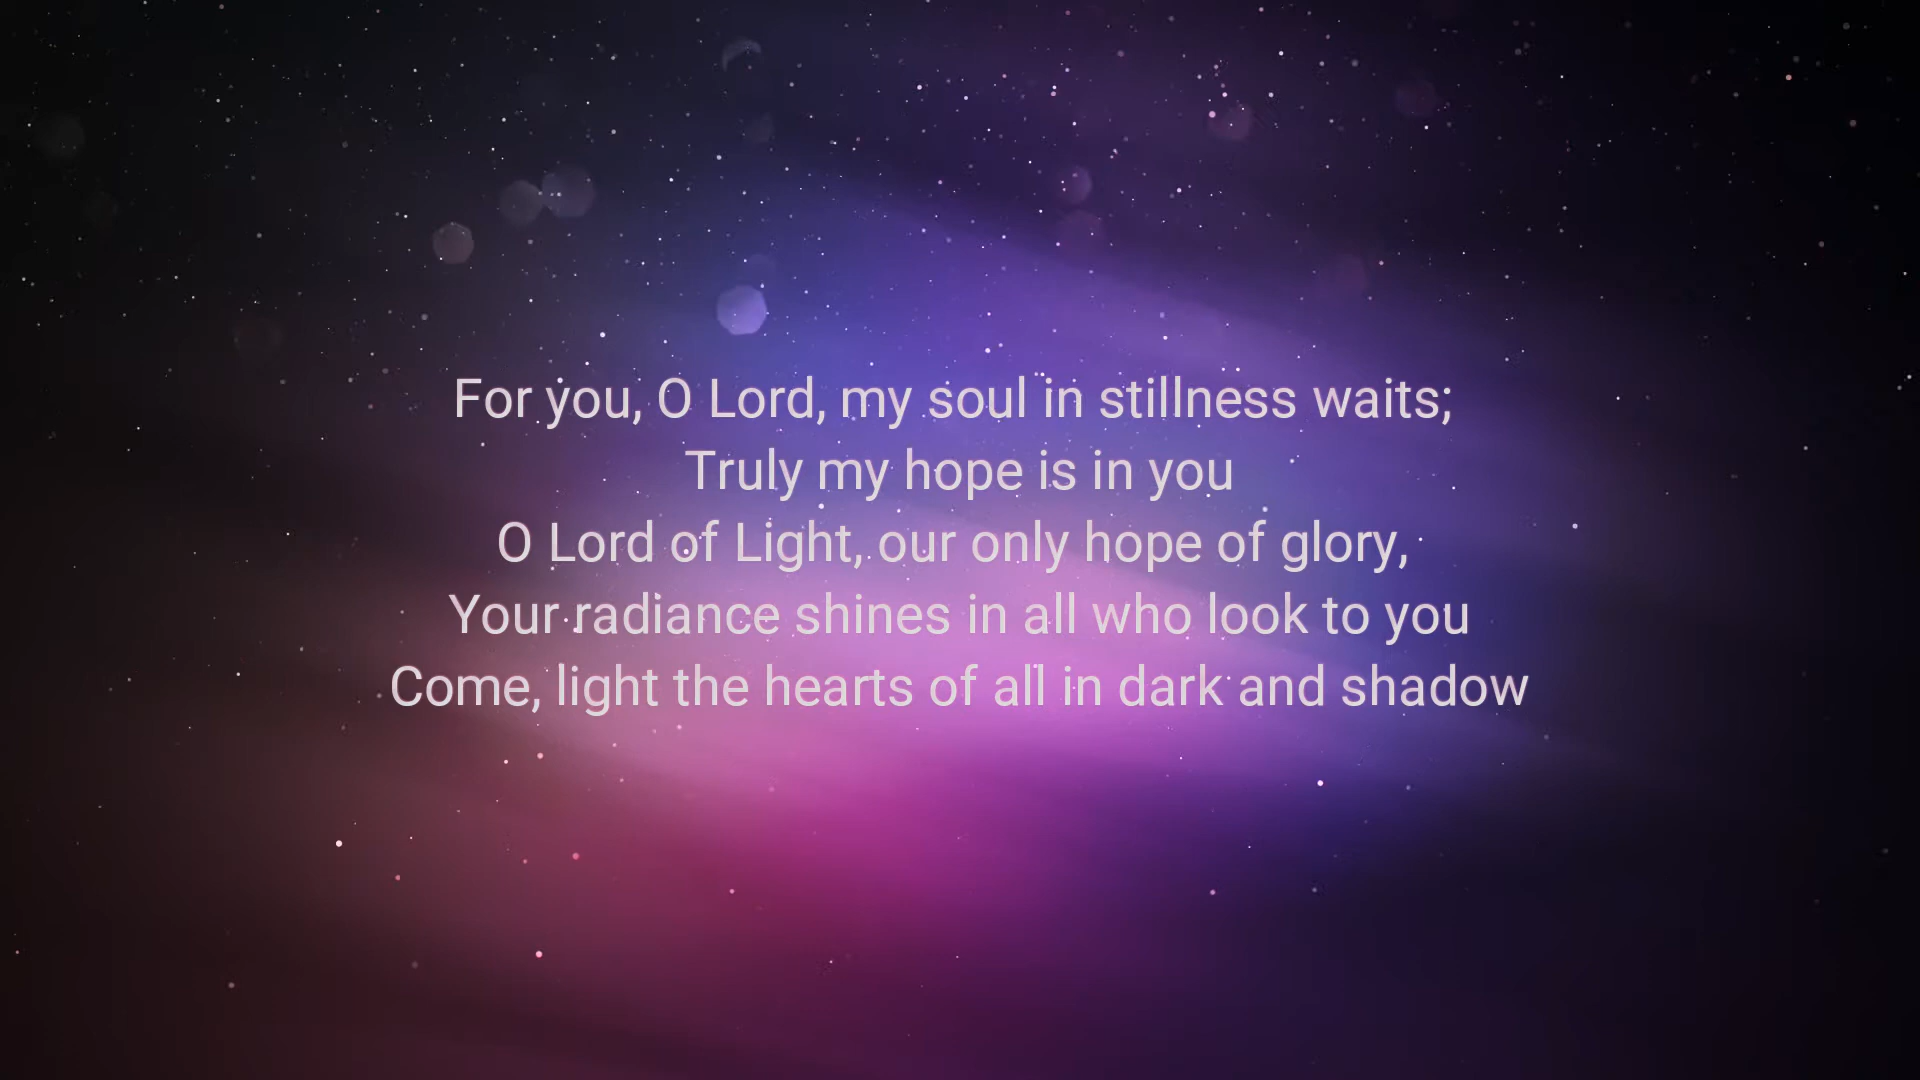 For you, O Lord, my soul in stillness waits;
Truly my hope is in you
O Lord of Light, our only hope of glory,
Your radiance shines in all who look to you
Come, light the hearts of all in dark and shadow